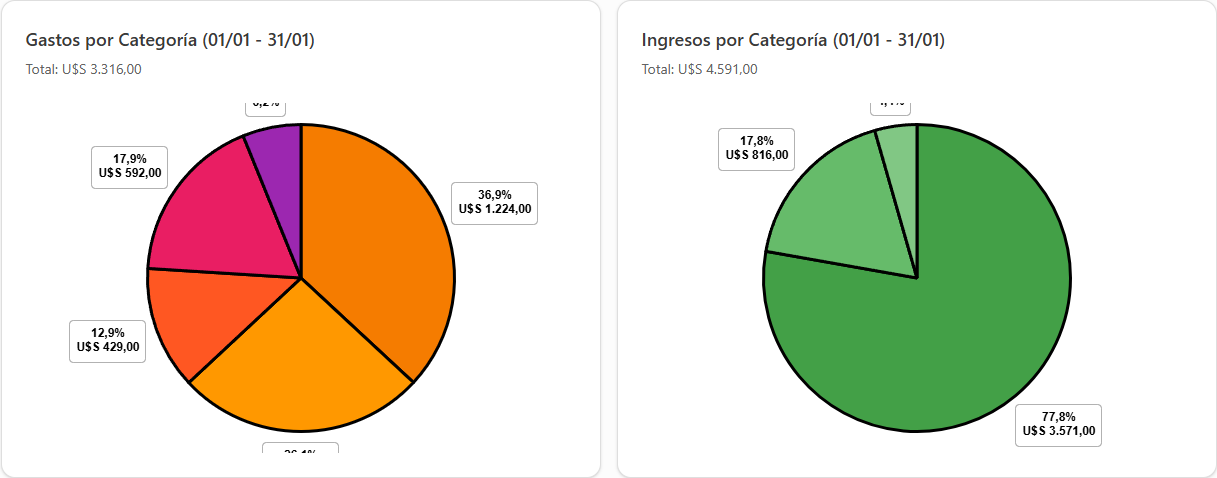 Gastos por Categoría (01/01 - 31/01)
Total: U$S 3.316,00
17,9%
U$S 592,00
36,9%
U$S 1.224,00
12,9%
U$S 429,00
Ingresos por Categoría (01/01 - 31/01)
Total: U$S 4.591,00
17,8%
U$S 816,00
77,8%
U$S 3.571,00